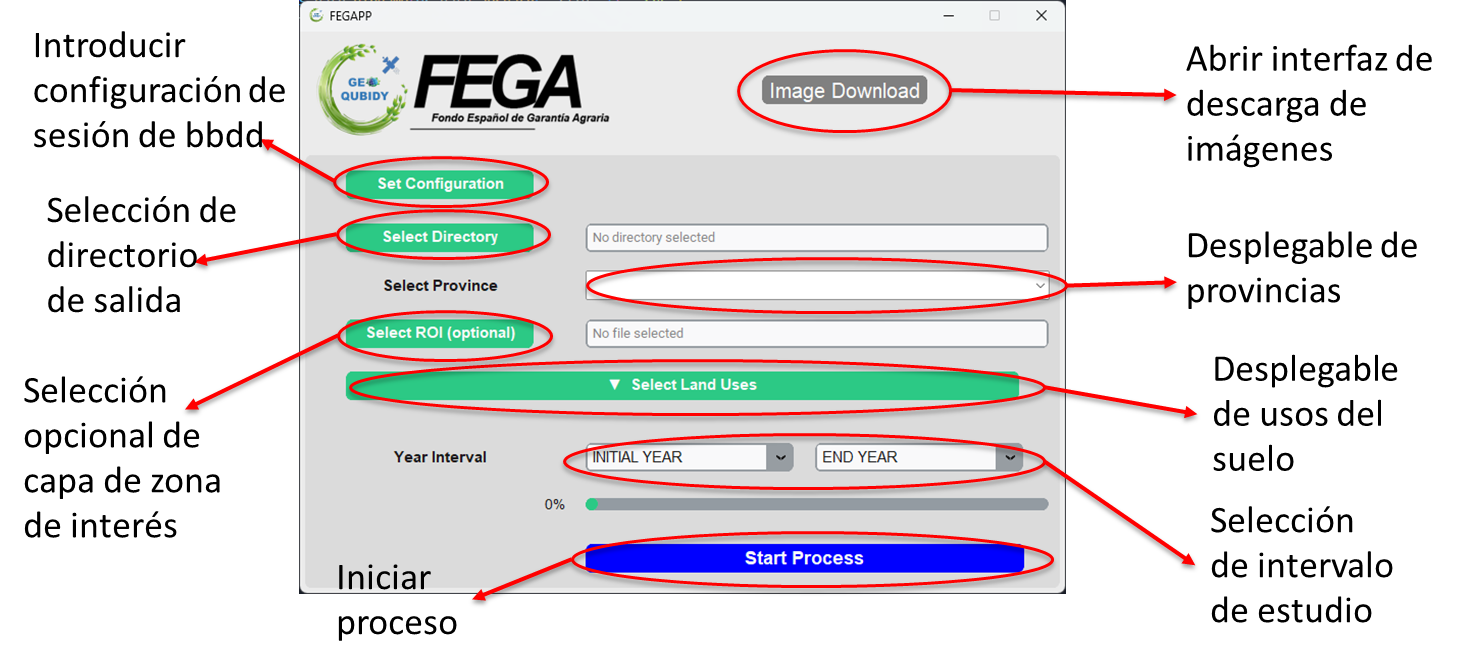 FEGAPP
Introducir
configuración de
sesión de bbdd
GE
QUBIDY
FEGA
Fondo Español de Garantía Agraria
Image Download
Abrir interfaz de
descarga de
imágenes
Set Configuration
Selección de
directorio
de salida
Select Directory
No directory selected
Select Province
Desplegable de
provincias
Select ROI (optional)
No file selected
Selección
opcional de
capa de zona
de interés
▼ Select Land Uses
Desplegable
de usos del
suelo
Year Interval
INITIAL YEAR
END YEAR
0%
Selección
de intervalo
de estudio
Start Process
Iniciar
proceso